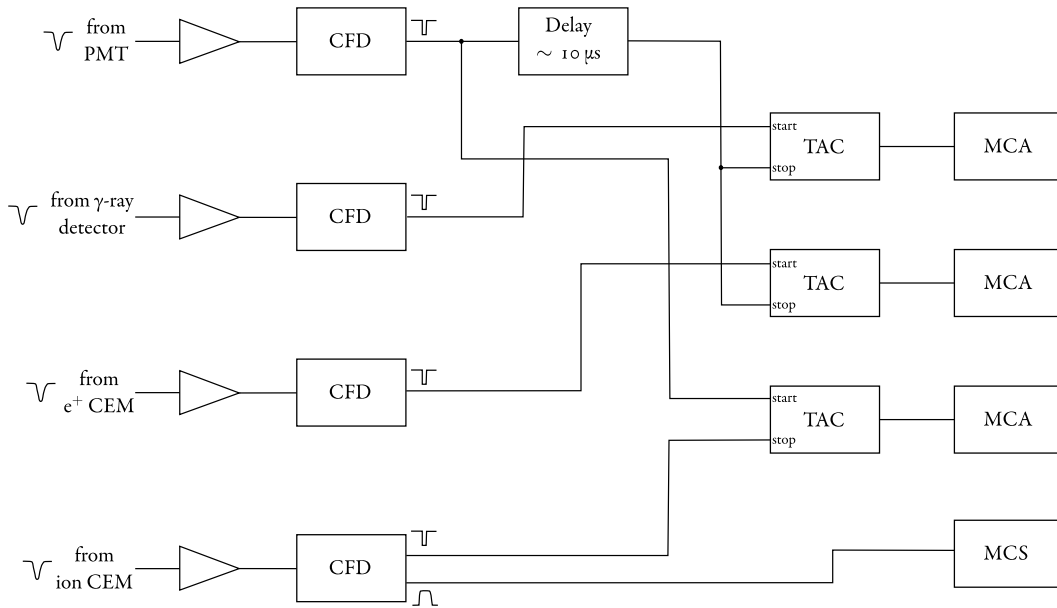 from
PMT
CFD
Delay
~ 10 μs
start
TAC
MCA
stop
from γ-ray
detector
CFD
start
TAC
MCA
stop
from
e⁺ CEM
CFD
start
TAC
MCA
stop
from
ion CEM
CFD
MCS